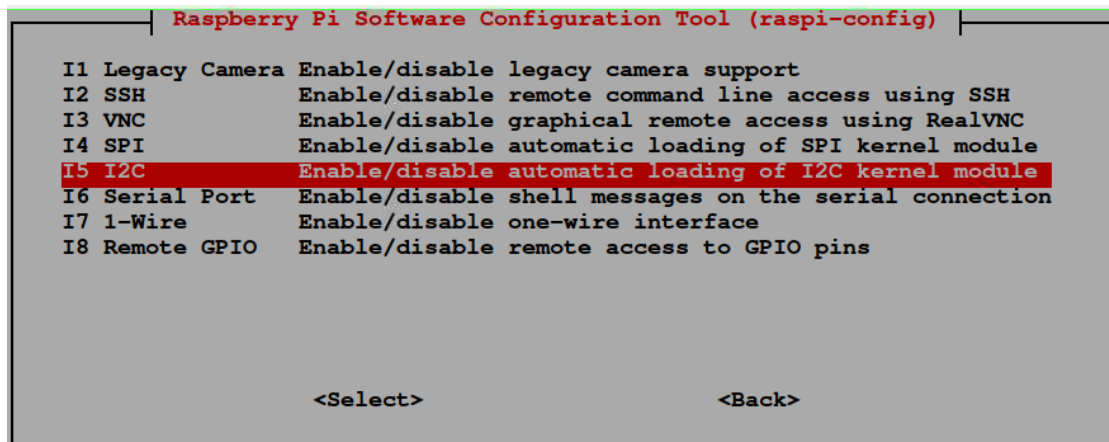 Raspberry Pi Software Configuration Tool (raspi-config)
I1 Legacy Camera Enable/disable legacy camera support
I2 SSH Enable/disable remote command line access using SSH
I3 VNC Enable/disable graphical remote access using RealVNC
I4 SPI Enable/disable automatic loading of SPI kernel module
I5 I2C Enable/disable automatic loading of I2C kernel module
I6 Serial Port Enable/disable shell messages on the serial connection
I7 1-Wire Enable/disable one-wire interface
I8 Remote GPIO Enable/disable remote access to GPIO pins
<Select> <Back>